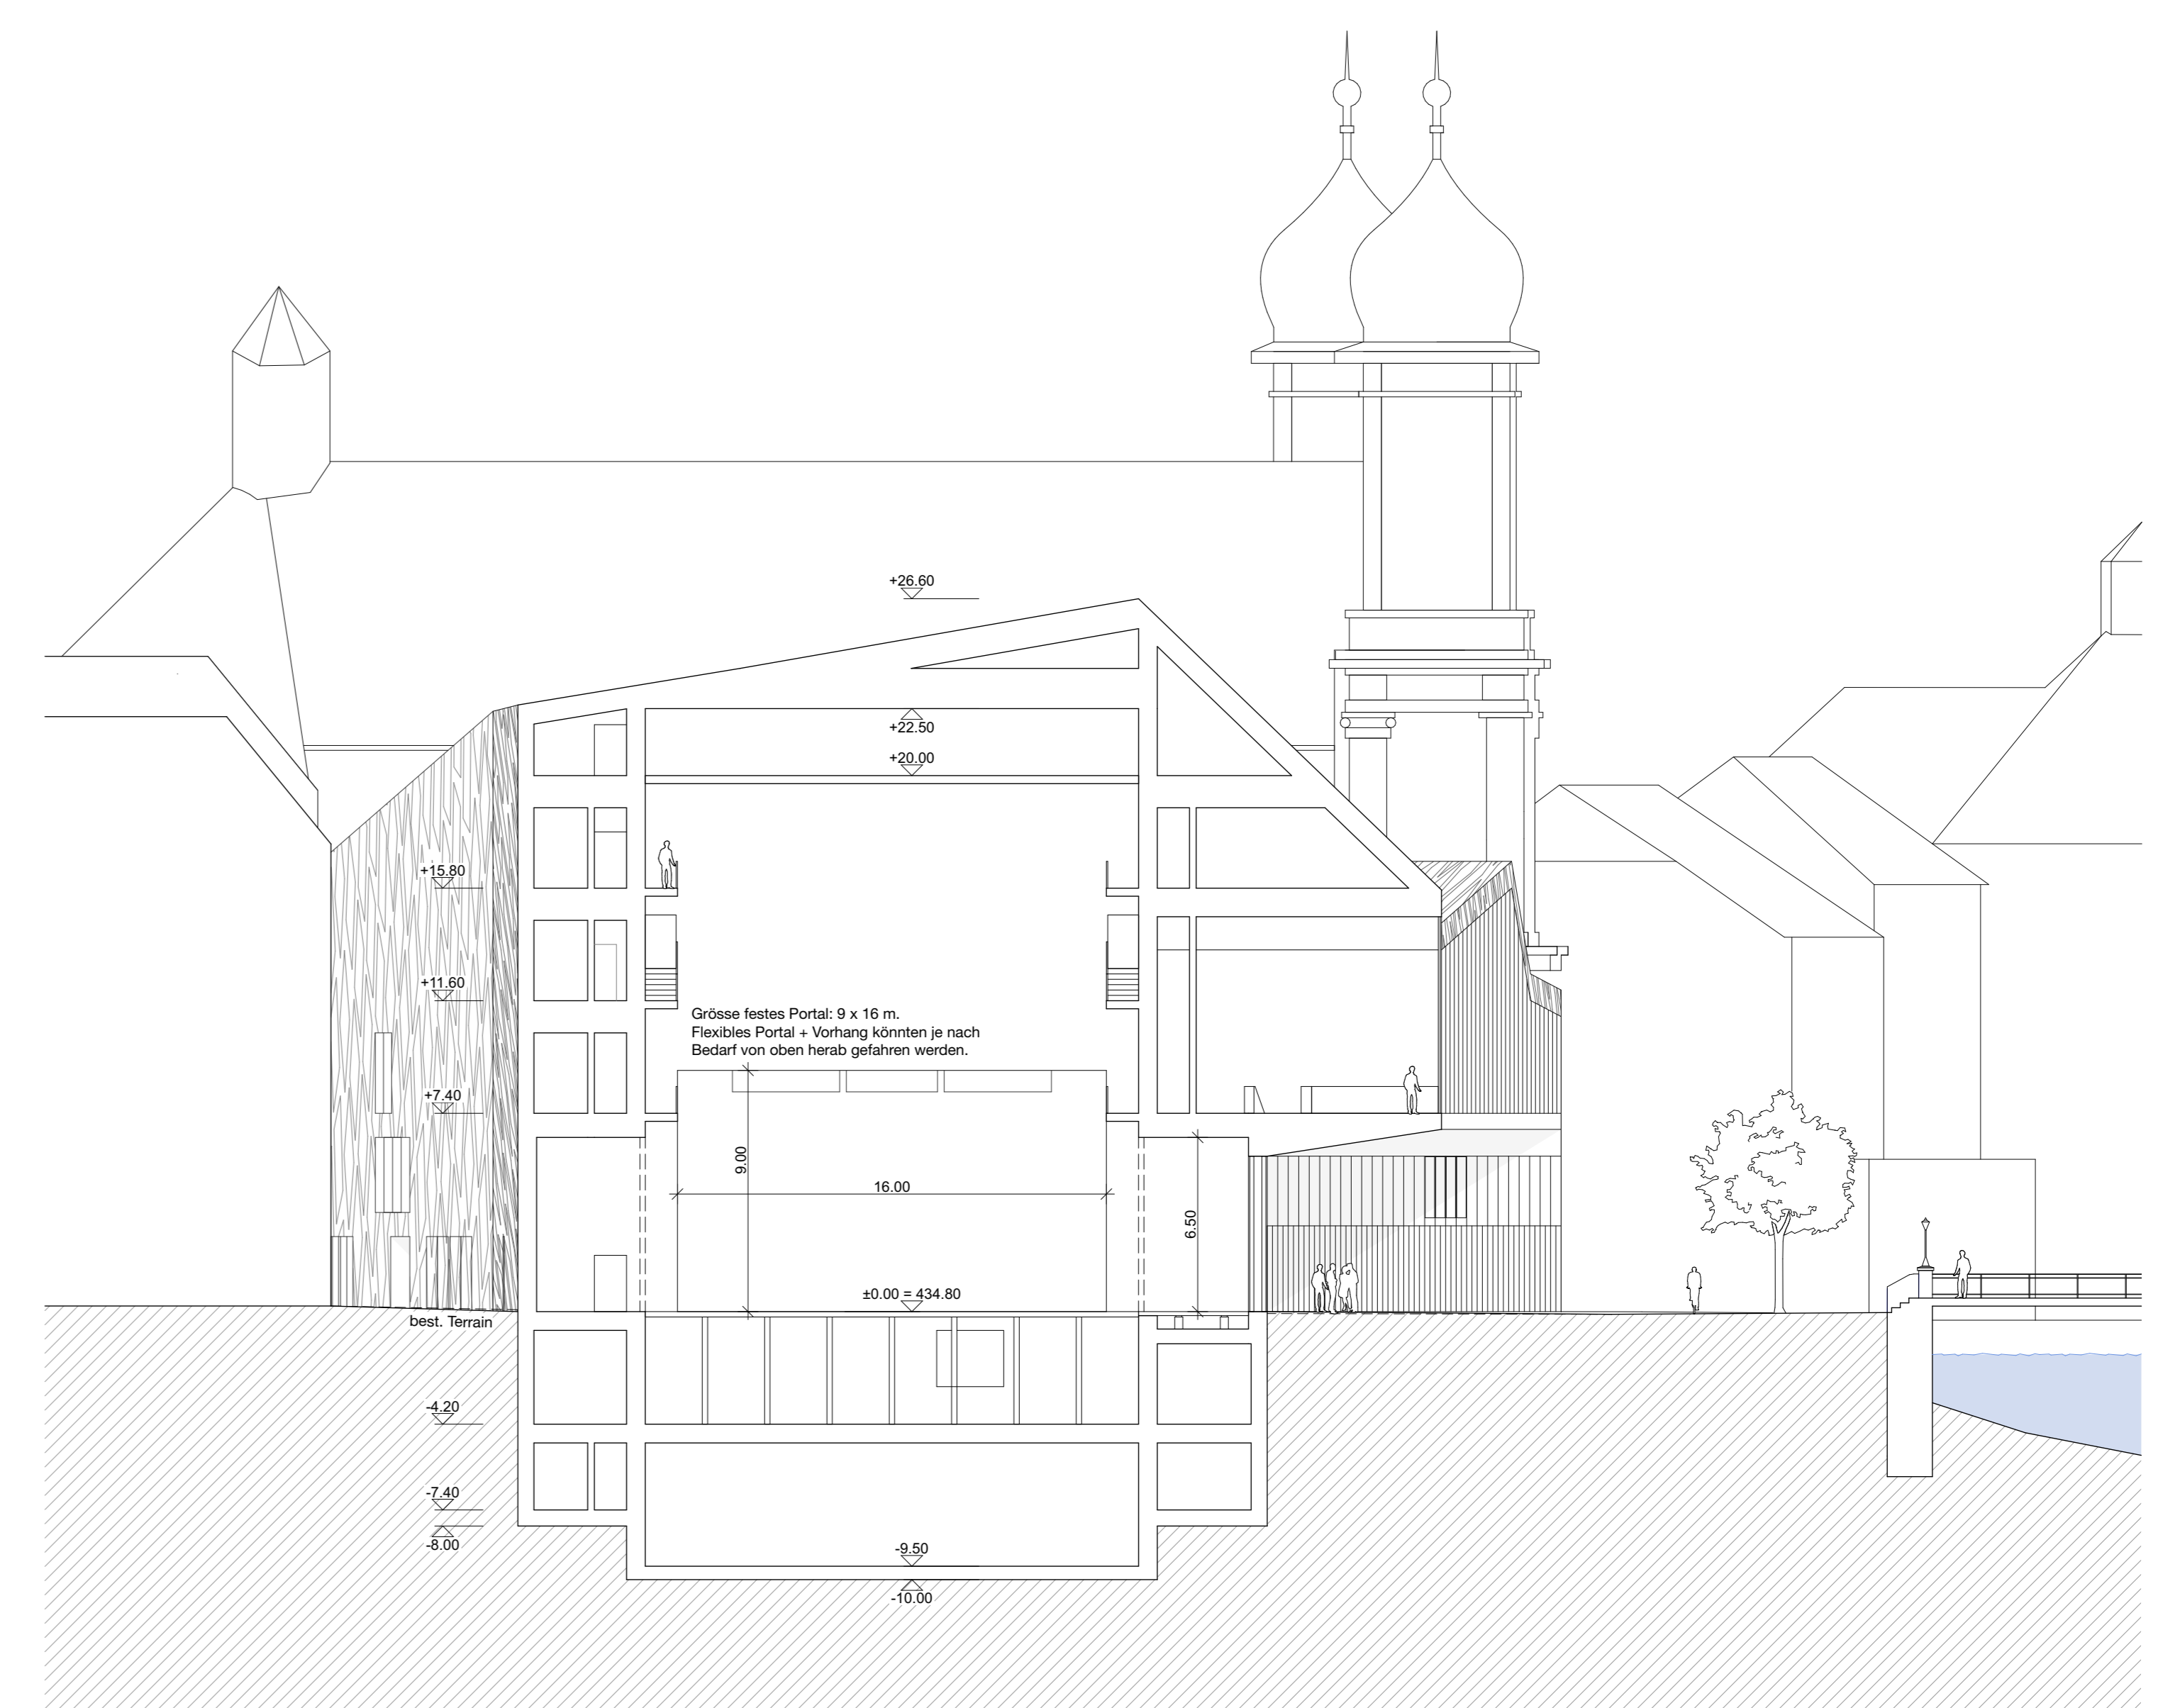 +26.60
+22.50
+20.00
+15.80
+11.60
Grösse festes Portal: 9 x 16 m.
Flexibles Portal + Vorhang könnten je nach
Bedarf von oben herab gefahren werden.
+7.40
9.00
16.00
6.50
±0.00 = 434.80
best. Terrain
-4.20
-7.40
-8.00
-9.50
-10.00